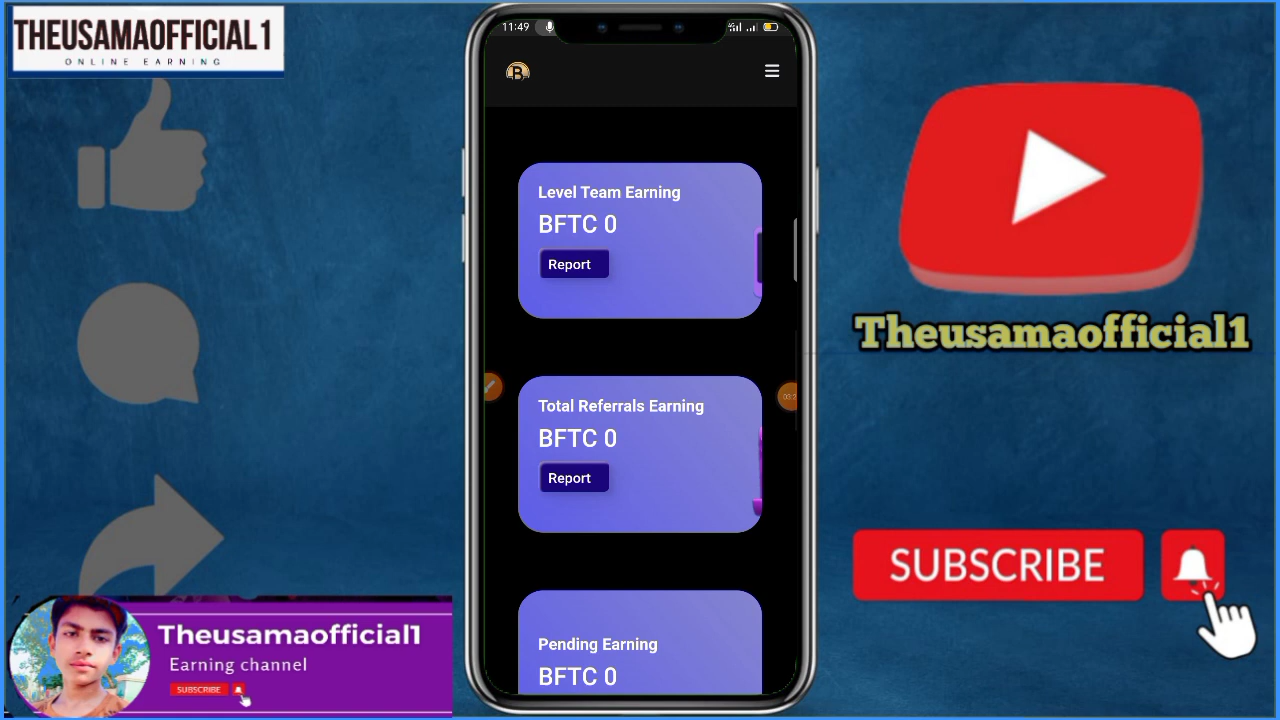 THEUSAMAOFFICIAL1
ONLINE EARNING
11:49
B
Level Team Earning
BFTC 0
Report
Total Referrals Earning
BFTC 0
Report
Pending Earning
BFTC 0
Theusamaofficial1
SUBSCRIBE
Theusamaofficial1
Earning channel
SUBSCRIBE